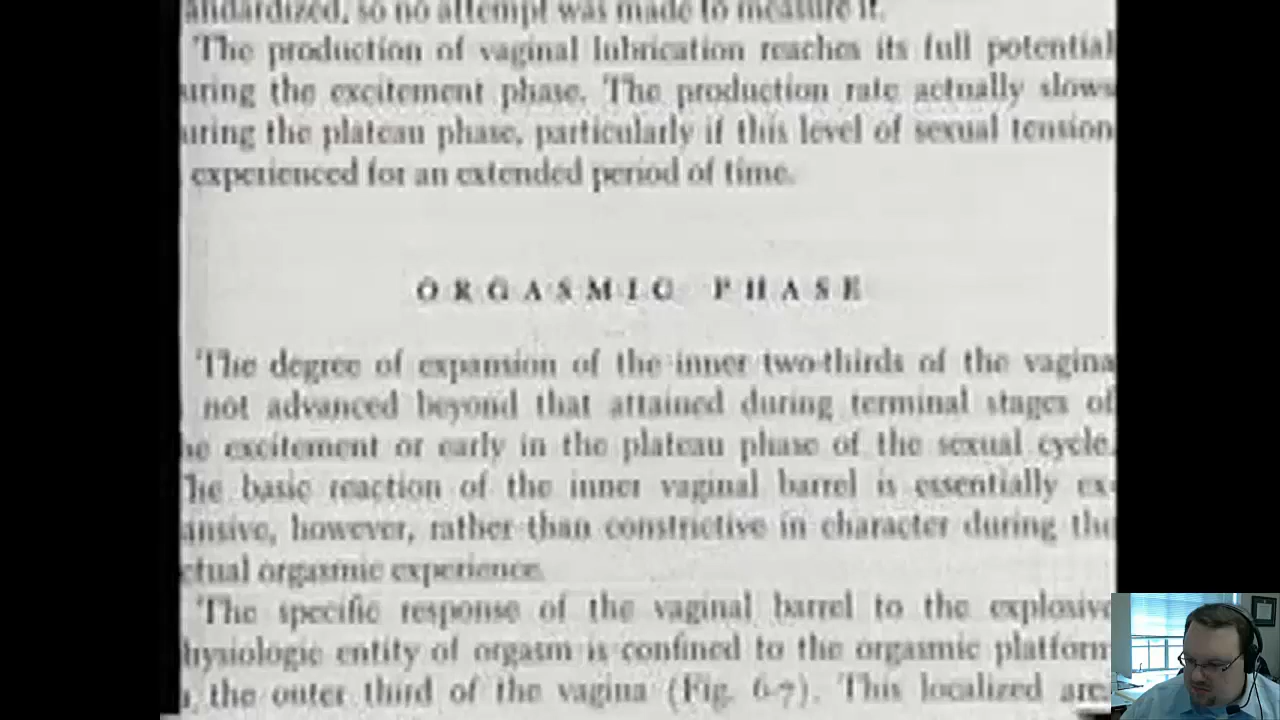 andardized, so no attempt was made to measure it.
The production of vaginal lubrication reaches its full potential
uring the excitement phase. The production rate actually slows
uring the plateau phase, particularly if this level of sexual tension
experienced for an extended period of time.
ORGASMIC PHASE
The degree of expansion of the inner two-thirds of the vagina
not advanced beyond that attained during terminal stages of
he excitement or early in the plateau phase of the sexual cycle.
The basic reaction of the inner vaginal barrel is essentially ex-
ansive, however, rather than constrictive in character during the
ctual orgasmic experience.
The specific response of the vaginal barrel to the explosive
hysiologic entity of orgasm is confined to the orgasmic platform
the outer third of the vagina (Fig. 6-7). This localized are